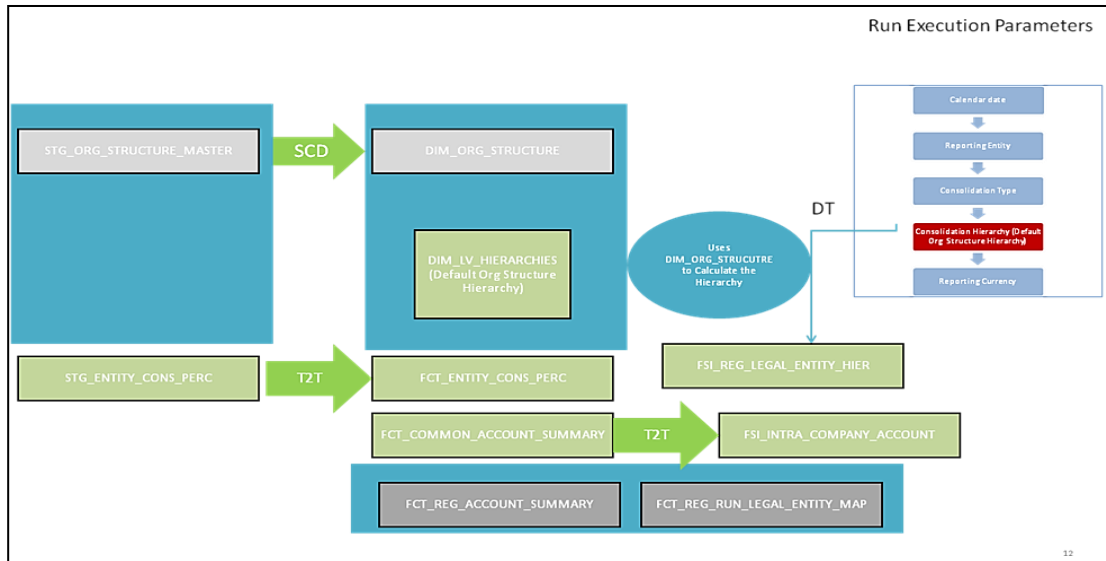 Run Execution Parameters
STG_ORG_STRUCTURE_MASTER
SCD
DIM_ORG_STRUCTURE
DIM_LV_HIERARCHIES
(Default Org Structure
Hierarchy)
Uses
DIM_ORG_STRUCUTRE
to Calculate the
Hierarchy
DT
Calendar date
Reporting Entity
Consolidation Type
Consolidation Hierarchy (Default
Org Structure Hierarchy)
Reporting Currency
STG_ENTITY_CONS_PERC
T2T
FCT_ENTITY_CONS_PERC
FSI_REG_LEGAL_ENTITY_HIER
FCT_COMMON_ACCOUNT_SUMMARY
T2T
FSI_INTRA_COMPANY_ACCOUNT
FCT_REG_ACCOUNT_SUMMARY
FCT_REG_RUN_LEGAL_ENTITY_MAP
12